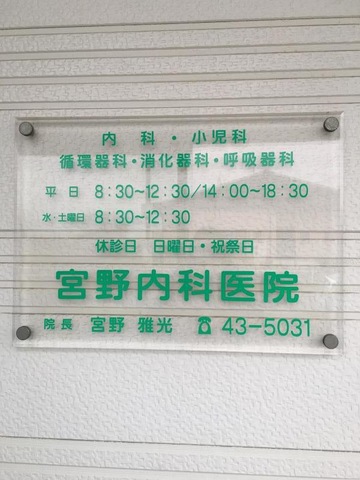 内科・小児科
循環器科・消化器科・呼吸器科
平日 8:30~12:30/14:00~18:30
水・土曜日 8:30~12:30
休診日 日曜日・祝祭日
宮野内科医院
院長 宮野 雅光 ☎ 43-5031